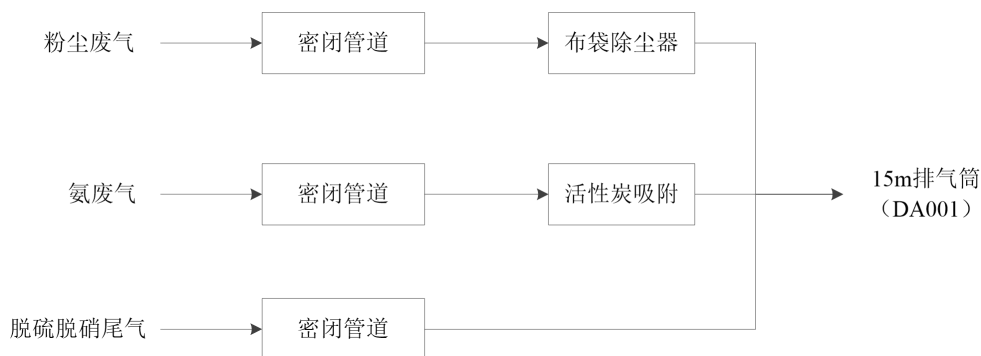 粉尘废气
密闭管道
布袋除尘器
氨废气
密闭管道
活性炭吸附
15m排气筒
（DA001）
脱硫脱硝尾气
密闭管道